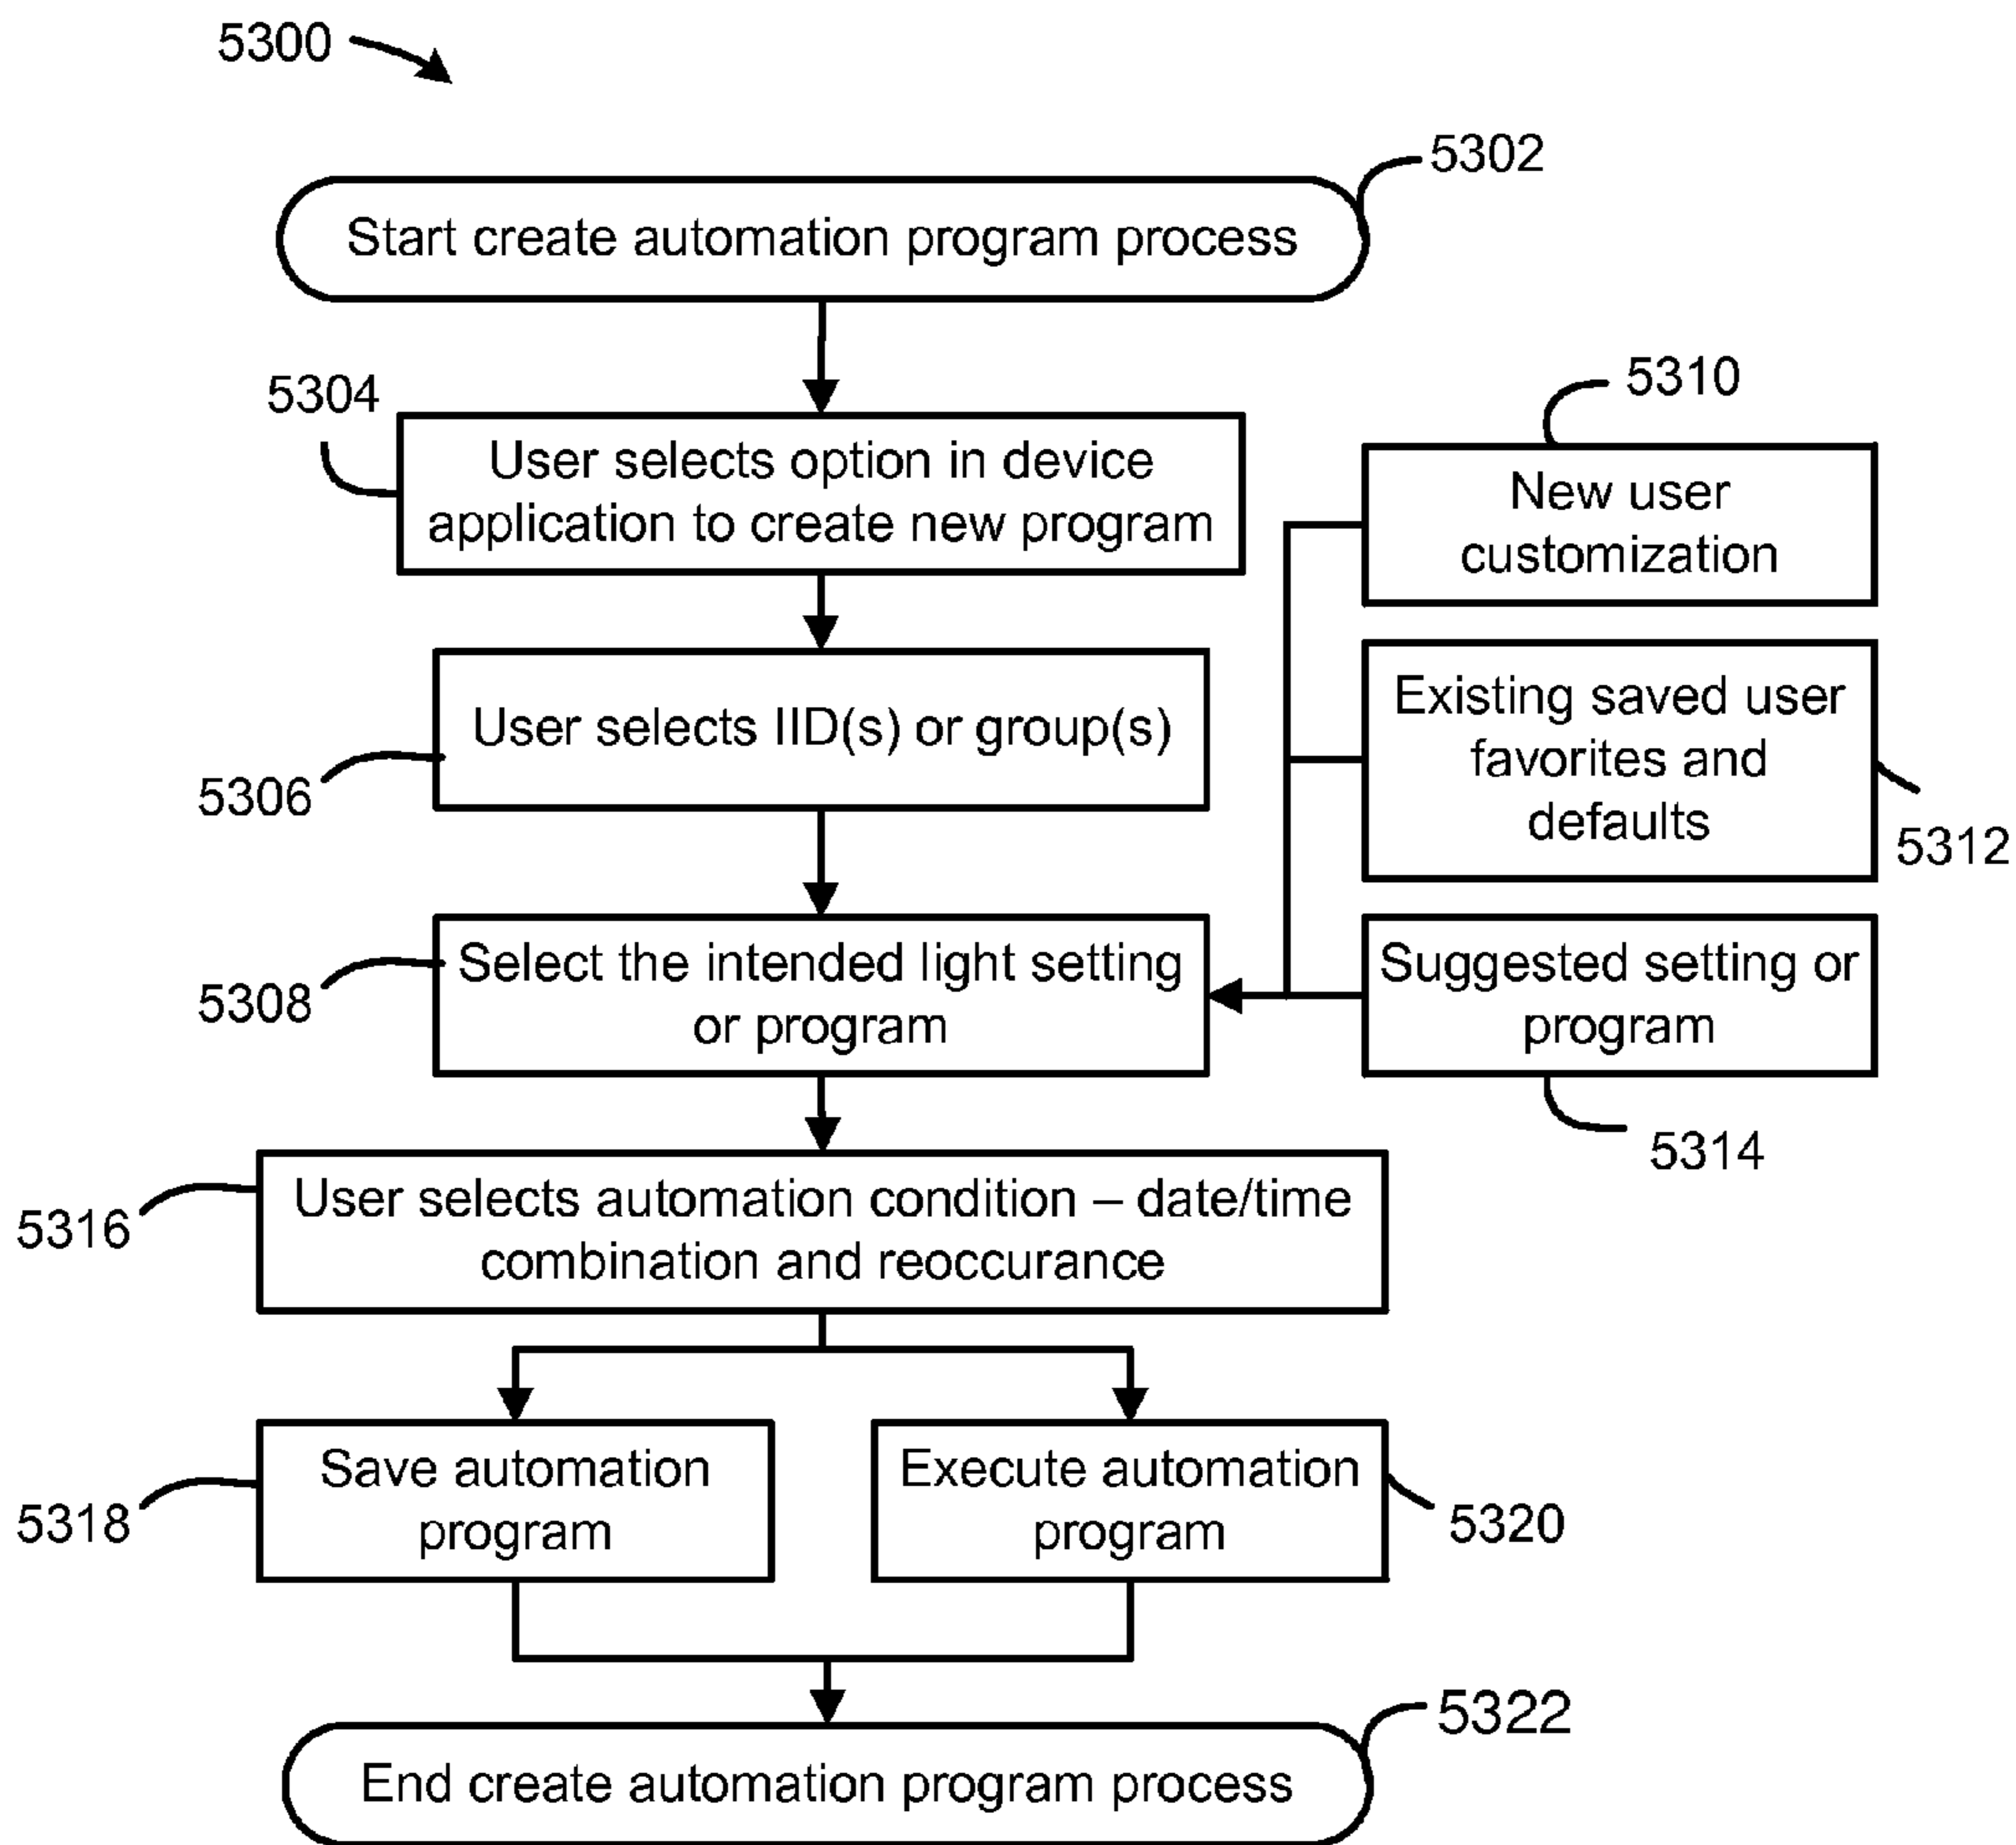 5300
5302
Start create automation program process
5304
User selects option in device
application to create new program
5310
New user
customization
5306
User selects IID(s) or group(s)
Existing saved user
favorites and
defaults
5312
5308
Select the intended light setting
or program
Suggested setting or
program
5314
5316
User selects automation condition – date/time
combination and reoccurance
5318
Save automation
program
Execute automation
program
5320
5322
End create automation program process